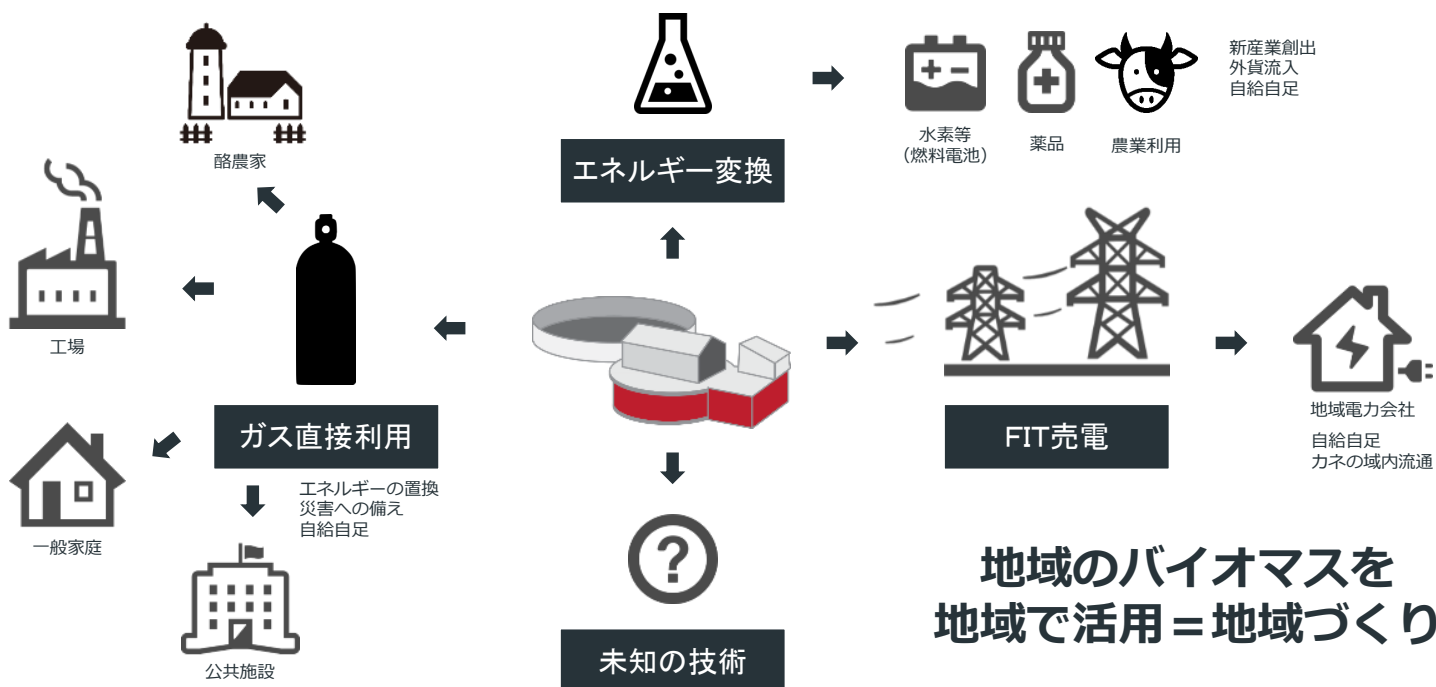 酪農家
工場
ガス直接利用
エネルギーの置換
災害への備え
自給自足
一般家庭
公共施設
エネルギー変換
水素等
(燃料電池)
薬品
農業利用
新産業創出
外貨流入
自給自足
FIT売電
地域電力会社
自給自足
カネの域内流通
未知の技術
地域のバイオマスを
地域で活用＝地域づくり